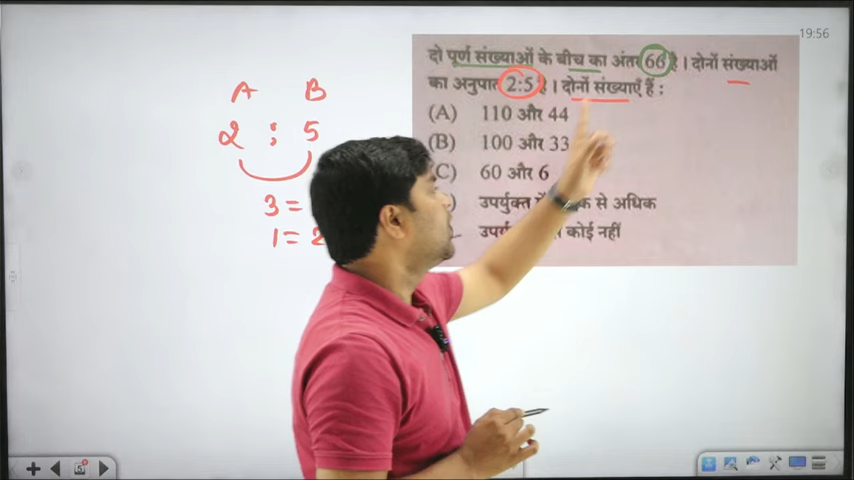 19:56
दो पूर्ण संख्याओं के बीच का अंतर 66 है। दोनों संख्याओं
का अनुपात 2:5 है। दोनों संख्याएँ हैं :
(A) 110 और 44
(B) 100 और 33
(C) 60 और 6
उपर्युक्त में से अधिक
कोई नहीं
A B
2 : 5
3 =
1 = 2